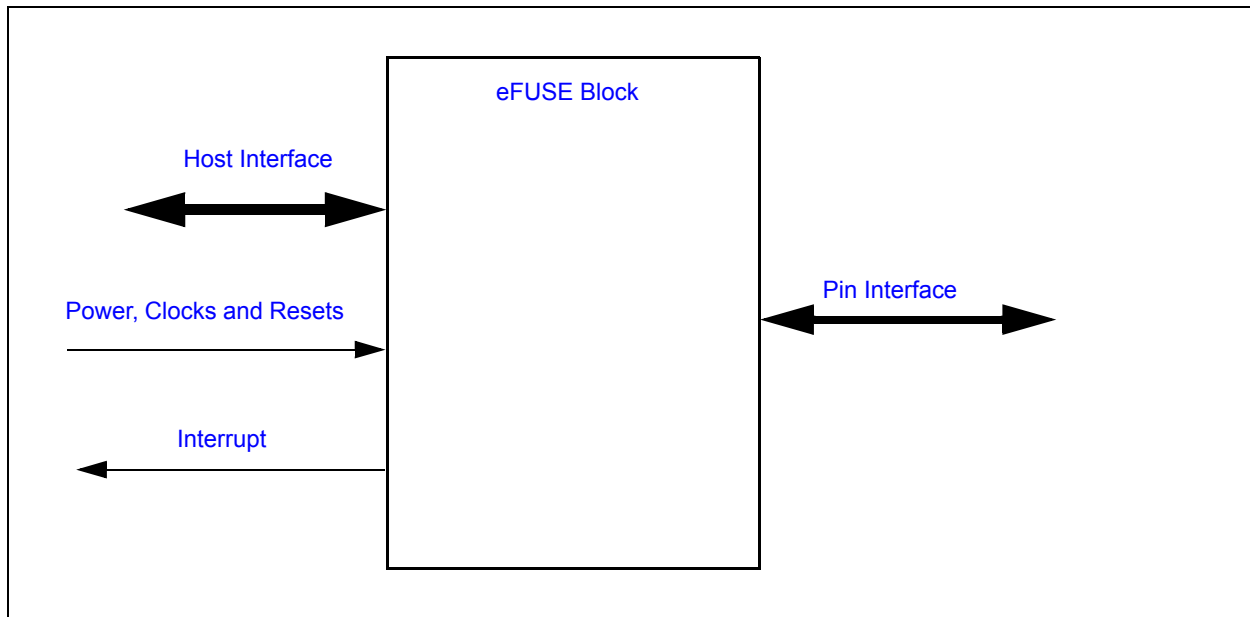 eFUSE Block
Host Interface
Pin Interface
Power, Clocks and Resets
Interrupt